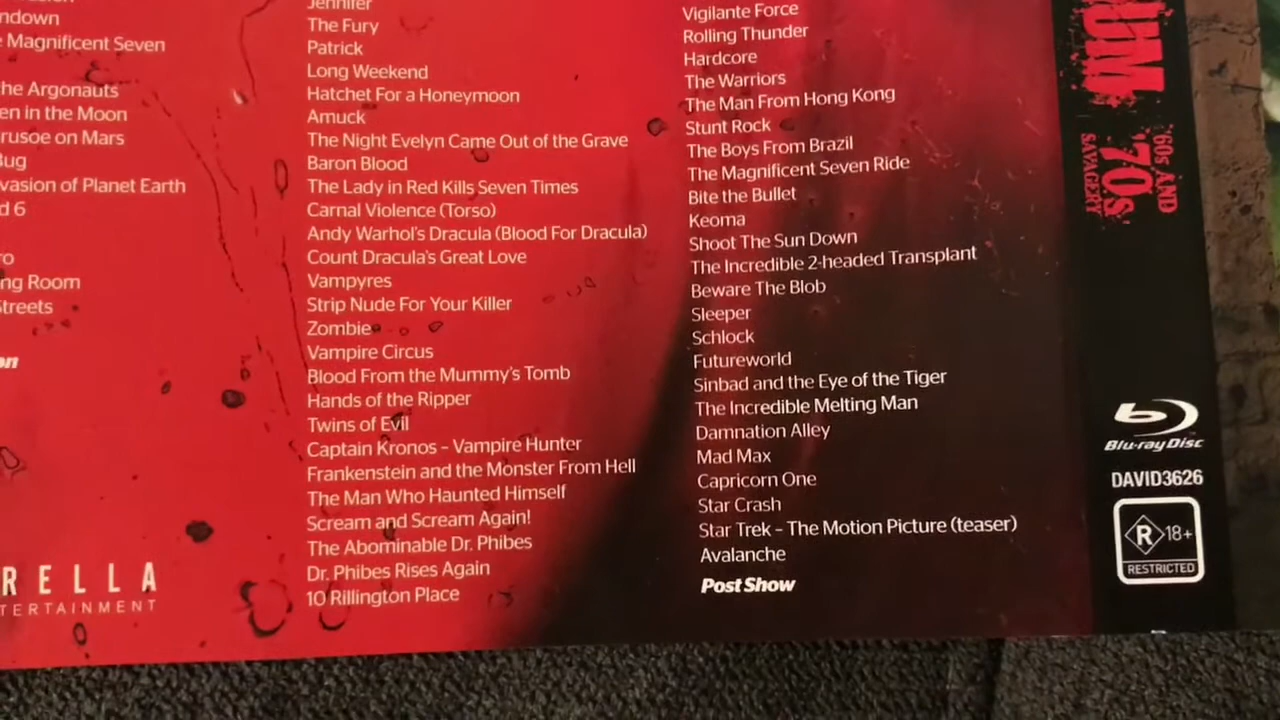 ndown
Magnificent Seven
the Argonauts
en in the Moon
rusoe on Mars
Bug
vasion of Planet Earth
d 6
ro
ng Room
Streets
on
RELLA
TERTAINMENT
Jennifer
The Fury
Patrick
Long Weekend
Hatchet For a Honeymoon
Amuck
The Night Evelyn Came Out of the Grave
Baron Blood
The Lady in Red Kills Seven Times
Carnal Violence (Torso)
Andy Warhol's Dracula (Blood For Dracula)
Count Dracula's Great Love
Vampyres
Strip Nude For Your Killer
Zombie
Vampire Circus
Blood From the Mummy's Tomb
Hands of the Ripper
Twins of Evil
Captain Kronos – Vampire Hunter
Frankenstein and the Monster From Hell
The Man Who Haunted Himself
Scream and Scream Again!
The Abominable Dr. Phibes
Dr. Phibes Rises Again
10 Rillington Place
Vigilante Force
Rolling Thunder
Hardcore
The Warriors
The Man From Hong Kong
Stunt Rock
The Boys From Brazil
The Magnificent Seven Ride
Bite the Bullet
Keoma
Shoot The Sun Down
The Incredible 2-headed Transplant
Beware The Blob
Sleeper
Schlock
Futureworld
Sinbad and the Eye of the Tiger
The Incredible Melting Man
Damnation Alley
Mad Max
Capricorn One
Star Crash
Star Trek – The Motion Picture (teaser)
Avalanche
Post Show
UM
'60s AND
'70s
SAVAGERY
Blu-ray Disc
DAVID3626
R 18+
RESTRICTED